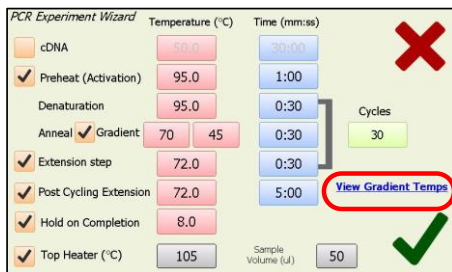 PCR Experiment Wizard Temperature (°C) Time (mm:ss)
cDNA 50.0 30:00
Preheat (Activation) 95.0 1:00
Denaturation 95.0 0:30 Cycles
Anneal Gradient 70 45 0:30 30
Extension step 72.0 0:30
Post Cycling Extension 72.0 5:00 View Gradient Temps
Hold on Completion 8.0
Top Heater (°C) 105 Sample Volume (ul) 50